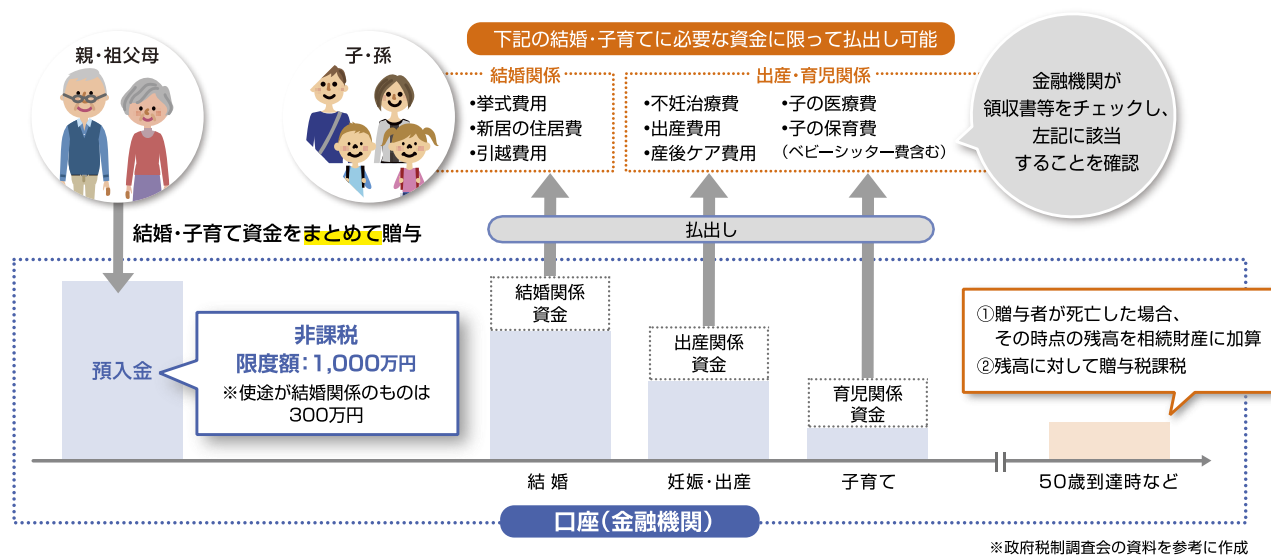 親・祖父母
子・孫
下記の結婚・子育てに必要な資金に限って払出し可能
結婚関係
•挙式費用
•新居の住居費
•引越費用
出産・育児関係
•不妊治療費
•出産費用
•産後ケア費用
•子の医療費
•子の保育費
（ベビーシッター費含む）
金融機関が
領収書等をチェックし、
左記に該当
することを確認
結婚・子育て資金をまとめて贈与
払出し
預入金
非課税
限度額：1,000万円
※使途が結婚関係のものは
300万円
結婚関係
資金
出産関係
資金
育児関係
資金
①贈与者が死亡した場合、
その時点の残高を相続財産に加算
②残高に対して贈与税課税
結 婚
妊娠・出産
子育て
50歳到達時など
口座（金融機関）
※政府税制調査会の資料を参考に作成